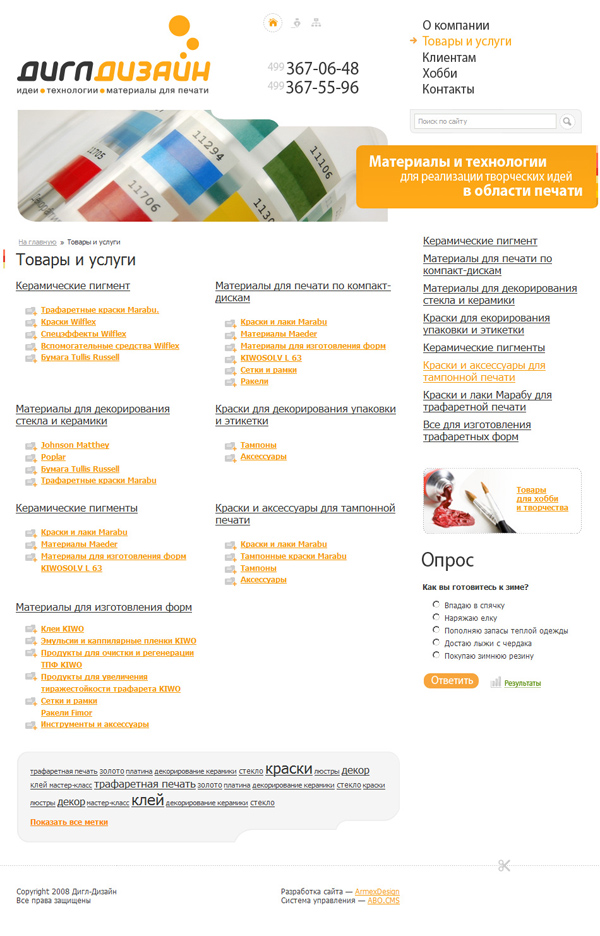 ДИГЛДИЗАЙН
идеи • технологии • материалы для печати
499 367-06-48
499 367-55-96
О компании
Товары и услуги
Клиентам
Хобби
Контакты
Поиск по сайту
11705
11294
11106
11706
Материалы и технологии
для реализации творческих идей
в области печати
На главную » Товары и услуги
Товары и услуги
Керамические пигмент
Трафаретные краски Marabu.
Краски Wilflex
Спецэффекты Wilflex
Вспомогательные средства Wilflex
Бумага Tullis Russell
Материалы для печати по компакт-
дискам
Краски и лаки Marabu
Материалы Maeder
Материалы для изготовления форм
KIWOSOLV L 63
Сетки и рамки
Ракели
Материалы для декорирования
стекла и керамики
Johnson Matthey
Poplar
Бумага Tullis Russell
Трафаретные краски Marabu
Краски для декорирования упаковки
и этикетки
Тампоны
Аксессуары
Керамические пигменты
Краски и лаки Marabu
Материалы Maeder
Материалы для изготовления форм
KIWOSOLV L 63
Краски и аксессуары для тампонной
печати
Краски и лаки Marabu
Тампонные краски Marabu
Тампоны
Аксессуары
Материалы для изготовления форм
Клеи KIWO
Эмульсии и капиллярные пленки KIWO
Продукты для очистки и регенерации
ТПФ KIWO
Продукты для увеличения
тиражестойкости трафарета KIWO
Сетки и рамки
Ракели Fimor
Инструменты и аксессуары
Керамические пигмент
Материалы для печати по
компакт-дискам
Материалы для декорирования
стекла и керамики
Краски для екорирования
упаковки и этикетки
Керамические пигменты
Краски и аксессуары для
тампонной печати
Краски и лаки Марабу для
трафаретной печати
Все для изготовления
трафаретных форм
Товары
для хобби
и творчества
Опрос
Как вы готовитесь к зиме?
Впадаю в спячку
Наряжаю елку
Пополняю запасы теплой одежды
Достаю лыжи с чердака
Покупаю зимнюю резину
Ответить
Результаты
трафаретная печать золото платина декорирование керамики стекло краски люстры декор
клей мастер-класс трафаретная печать золото платина декорирование керамики стекло краски
люстры декор мастер-класс клей декорирование керамики стекло
Показать все метки
Copyright 2008 Дигл-Дизайн
Все права защищены
Разработка сайта — ArmexDesign
Система управления — ABO.CMS